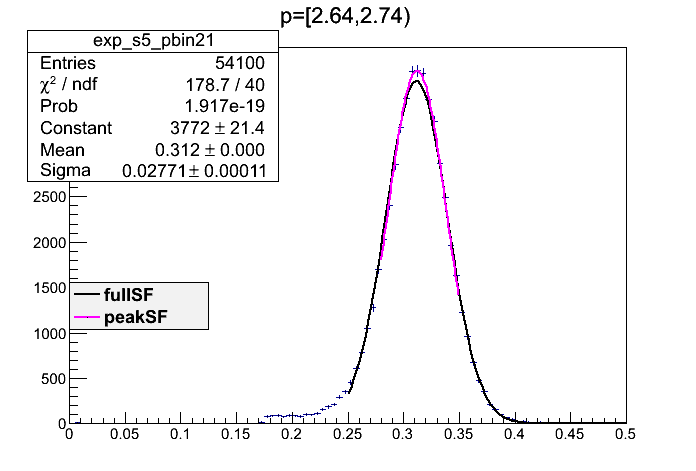 p=[2.64,2.74)
exp_s5_pbin21
Entries 54100
χ² / ndf 178.7 / 40
Prob 1.917e-19
Constant 3772 ± 21.4
Mean 0.312 ± 0.000
Sigma 0.02771 ± 0.00011
2500
2000
1500
fullSF
peakSF
1000
500
0
0 0.05 0.1 0.15 0.2 0.25 0.3 0.35 0.4 0.45 0.5